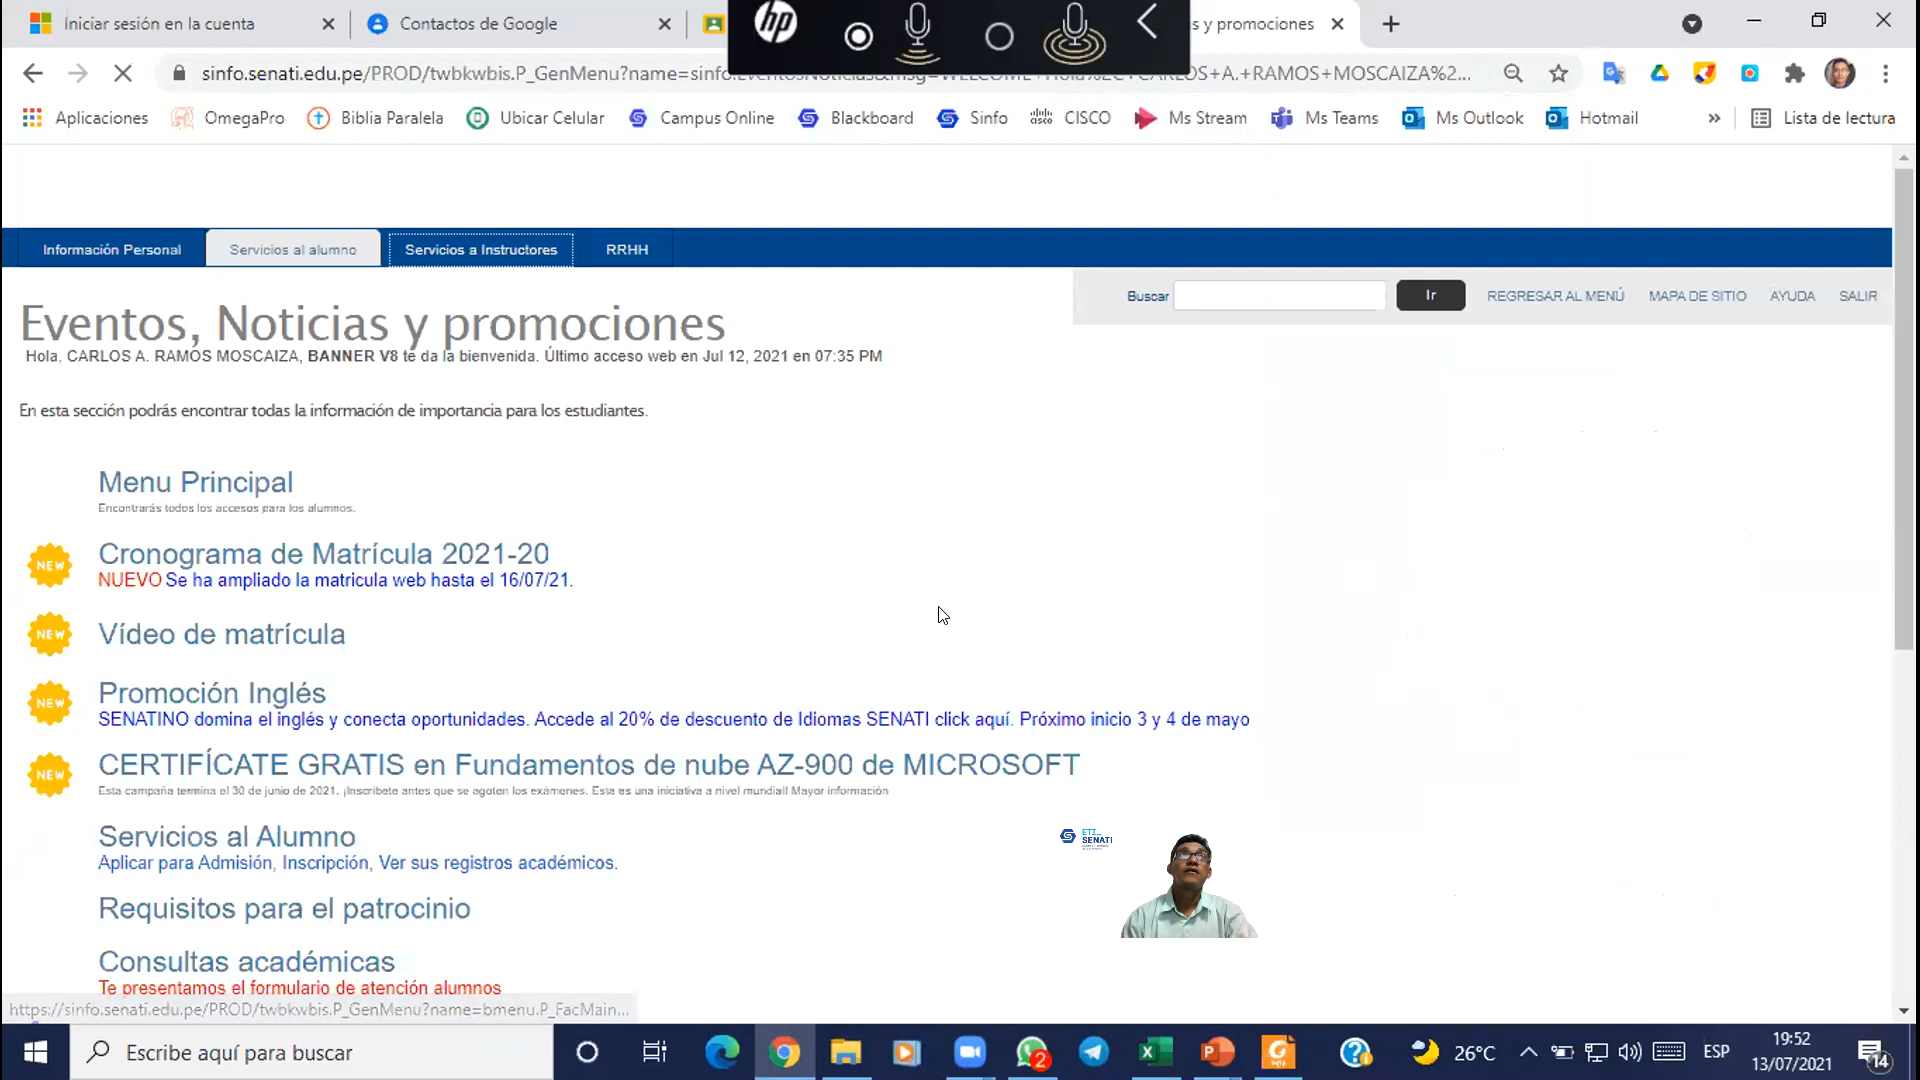 Iniciar sesión en la cuenta
Contactos de Google
s y promociones
sinfo.senati.edu.pe/PROD/twbkwbis.P_GenMenu?name=sinfo.
CARLOS+A.+RAMOS+MOSCAIZA%2...
Aplicaciones
OmegaPro
Biblia Paralela
Ubicar Celular
Campus Online
Blackboard
Sinfo
CISCO
Ms Stream
Ms Teams
Ms Outlook
Hotmail
»
Lista de lectura
Información Personal
Servicios al alumno
Servicios a Instructores
RRHH
Buscar
Ir
REGRESAR AL MENÚ
MAPA DE SITIO
AYUDA
SALIR
Eventos, Noticias y promociones
Hola, CARLOS A. RAMOS MOSCAIZA, BANNER V8 te da la bienvenida. Último acceso web en Jul 12, 2021 en 07:35 PM
En esta sección podrás encontrar todas la información de importancia para los estudiantes.
Menu Principal
Encontrarás todos los accesos para los alumnos.
NEW
Cronograma de Matrícula 2021-20
NUEVO Se ha ampliado la matricula web hasta el 16/07/21.
NEW
Vídeo de matrícula
NEW
Promoción Inglés
SENATINO domina el inglés y conecta oportunidades. Accede al 20% de descuento de Idiomas SENATI click aquí. Próximo inicio 3 y 4 de mayo
NEW
CERTIFÍCATE GRATIS en Fundamentos de nube AZ-900 de MICROSOFT
Esta campaña termina el 30 de junio de 2021. ¡Inscríbete antes que se agoten los exámenes. Esta es una iniciativa a nivel mundial! Mayor información
Servicios al Alumno
Aplicar para Admisión, Inscripción, Ver sus registros académicos.
ETI_
SENATI
Requisitos para el patrocinio
Consultas académicas
Te presentamos el formulario de atención alumnos
https://sinfo.senati.edu.pe/PROD/twbkwbis.P_GenMenu?name=bmenu.P_FacMain...
Escribe aquí para buscar
2
26°C
ESP
19:52
13/07/2021
14